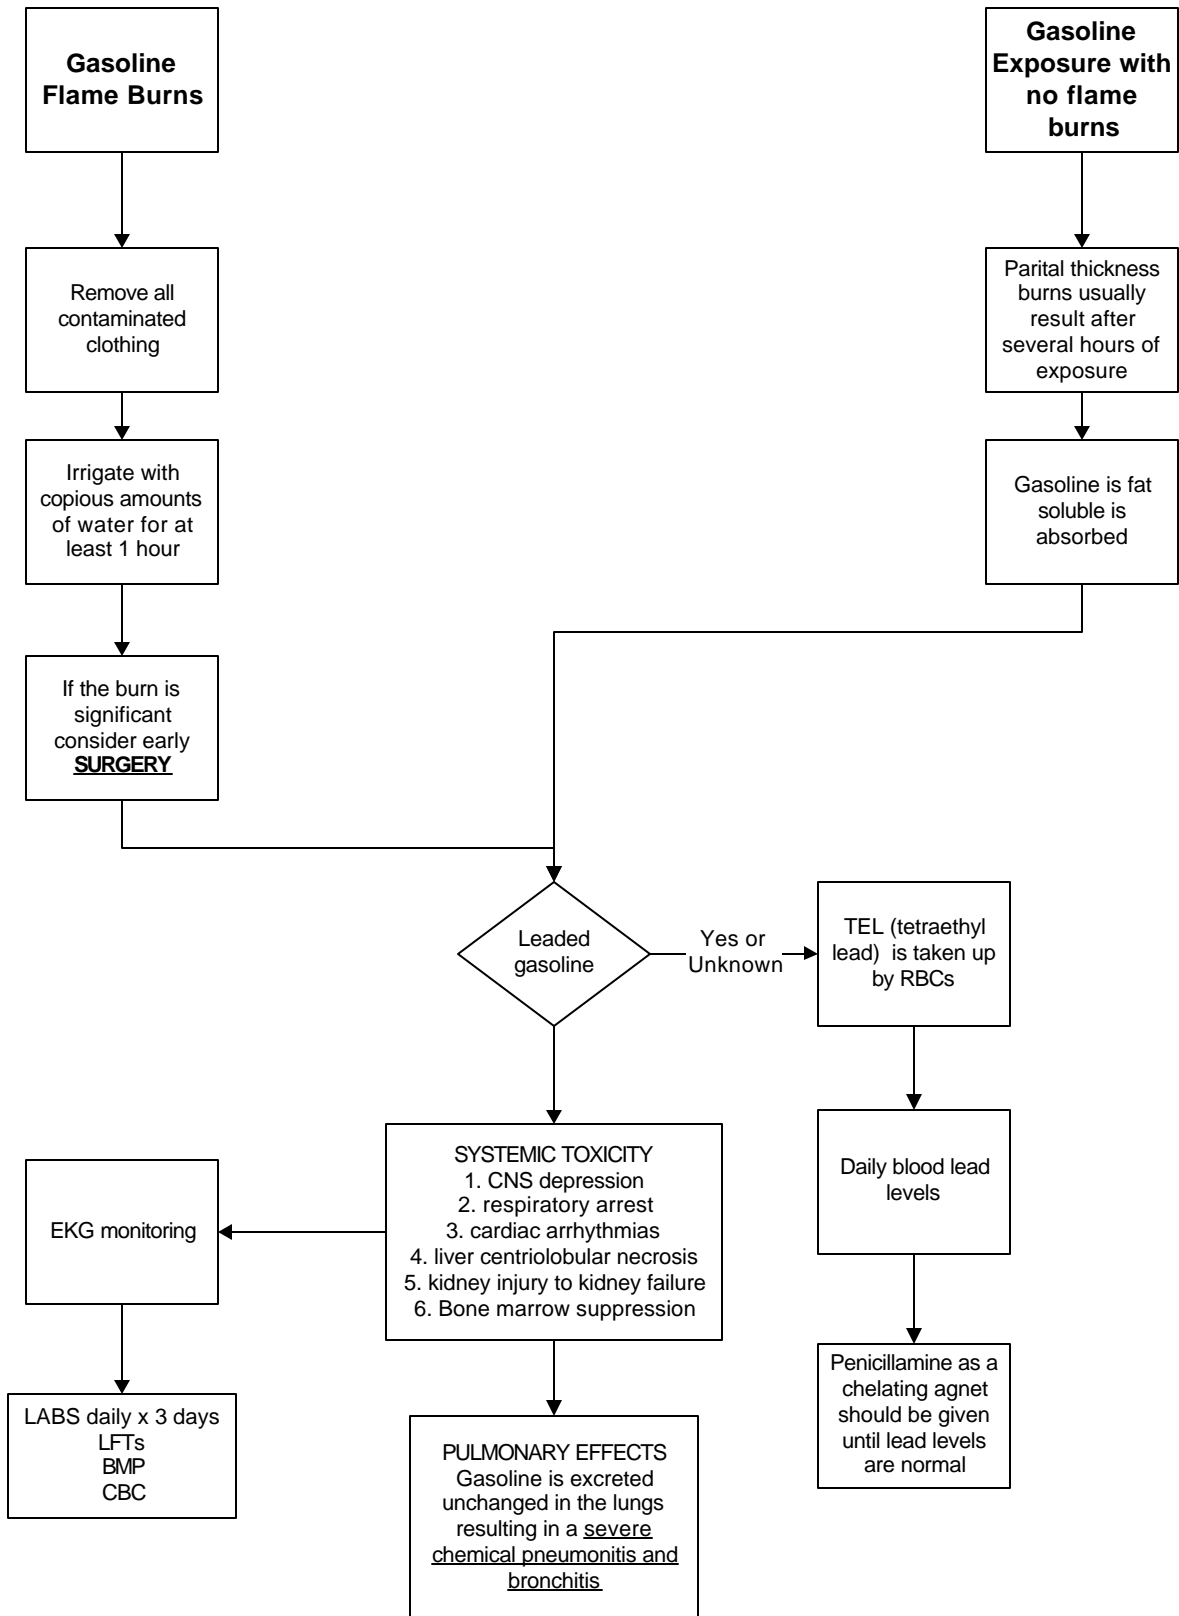 Gasoline
Flame Burns
Gasoline
Exposure with
no flame
burns
Remove all
contaminated
clothing
Parital thickness
burns usually
result after
several hours of
exposure
Irrigate with
copious amounts
of water for at
least 1 hour
Gasoline is fat
soluble is
absorbed
If the burn is
significant
consider early
SURGERY
Leaded
gasoline
Yes or
Unknown
TEL (tetraethyl
lead) is taken up
by RBCs
SYSTEMIC TOXICITY
1. CNS depression
2. respiratory arrest
3. cardiac arrhythmias
4. liver centriolobular necrosis
5. kidney injury to kidney failure
6. Bone marrow suppression
EKG monitoring
Daily blood lead
levels
LABS daily x 3 days
LFTs
BMP
CBC
PULMONARY EFFECTS
Gasoline is excreted
unchanged in the lungs
resulting in a severe
chemical pneumonitis and
bronchitis
Penicillamine as a
chelating agnet
should be given
until lead levels
are normal